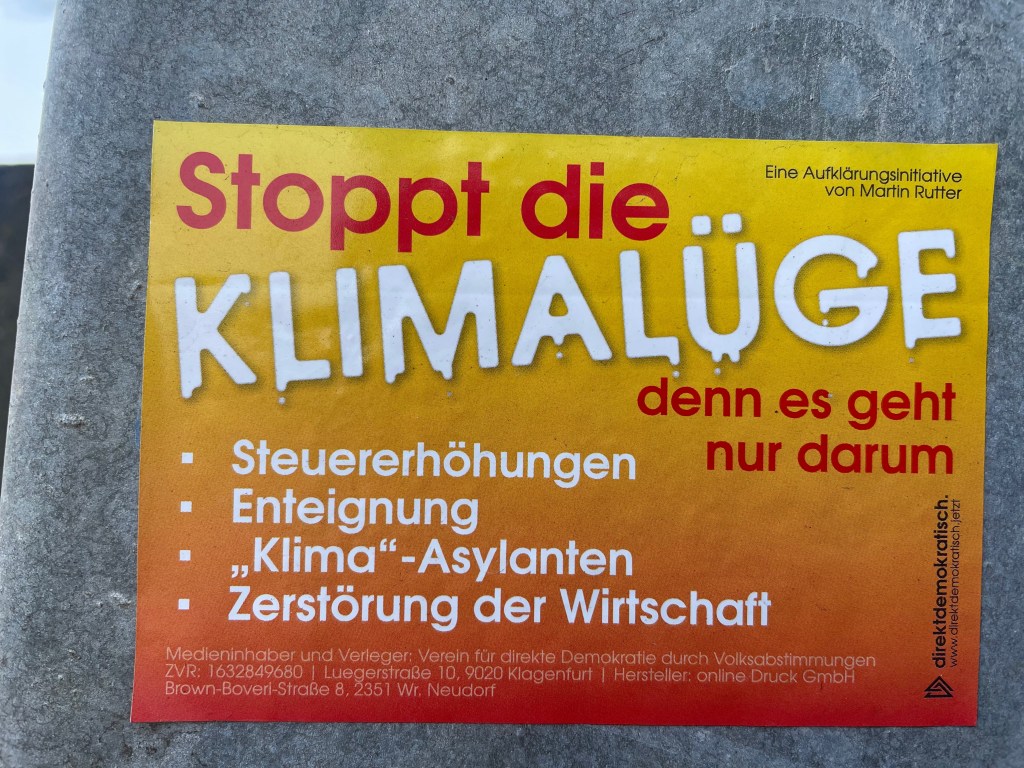 Stoppt die
Eine Aufklärungsinitiative
von Martin Rutter
KLIMALÜGE
denn es geht
nur darum
▪ Steuererhöhungen
▪ Enteignung
▪ „Klima“-Asylanten
▪ Zerstörung der Wirtschaft
direktdemokratisch.
www.direktdemokratisch.jetzt
Medieninhaber und Verleger: Verein für direkte Demokratie durch Volksabstimmungen
ZVR: 1632849680 | Luegerstraße 10, 9020 Klagenfurt | Hersteller: online Druck GmbH
Brown-Boverl-Straße 8, 2351 Wr. Neudorf